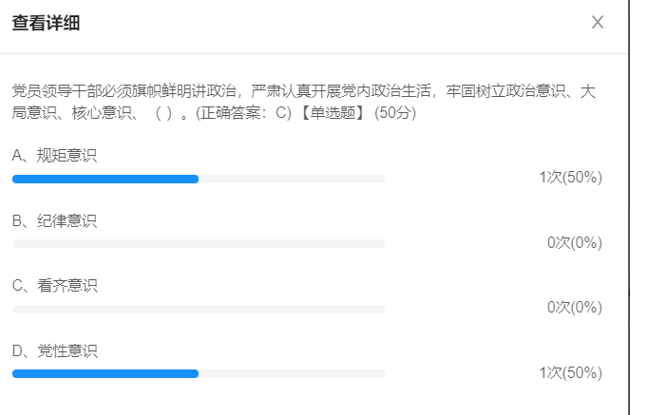 查看详细
党员领导干部必须旗帜鲜明讲政治，严肃认真开展党内政治生活，牢固树立政治意识、大
局意识、核心意识、（ ）。(正确答案：C) 【单选题】 (50分)
A、规矩意识
1次(50%)
B、纪律意识
0次(0%)
C、看齐意识
0次(0%)
D、党性意识
1次(50%)